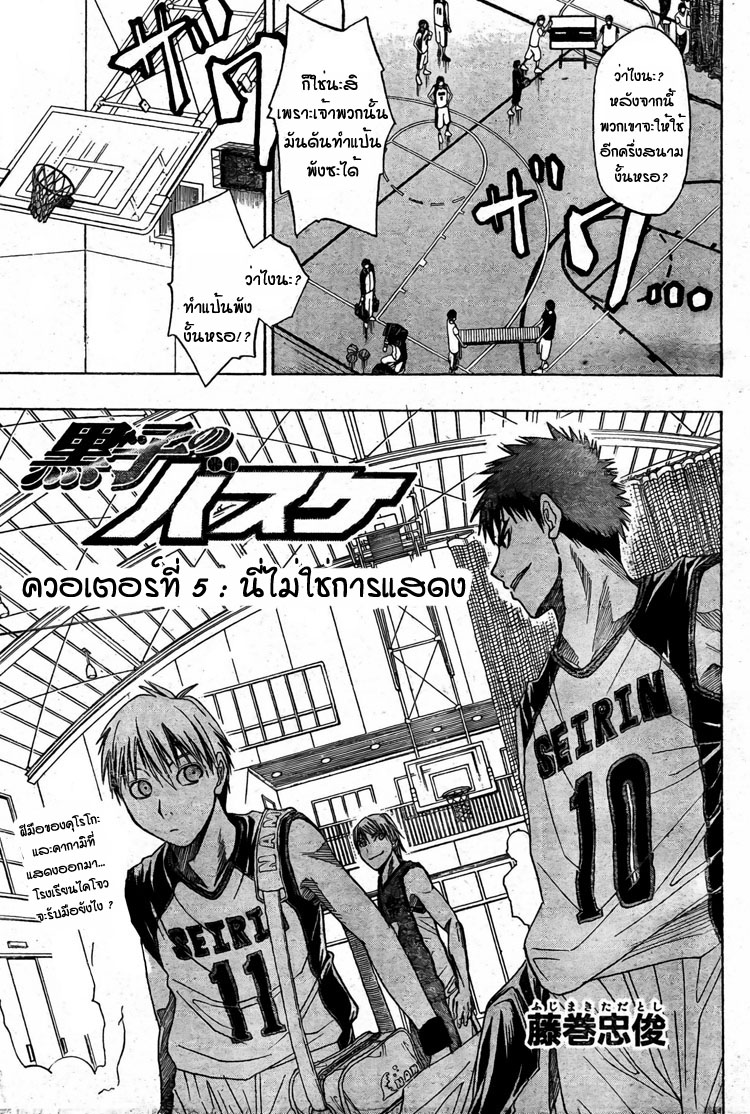 ว่าไงนะ?
หลังจากนี้
พวกเขาจะให้ใช้
อีกครึ่งสนาม
งั้นหรอ?
ก็ใช่นะสิ
เพราะเจ้าพวกนั้น
มันดันทำแป้น
พังซะได้
ว่าไงนะ?
ทำแป้นพัง
งั้นหรอ!?
ザワ
ザワ…
黒子の
バスケ
ควอเตอร์ที่ 5 : นี่ไม่ใช่การแสดง
SEIRIN
10
ฝีมือของคุโรโกะ
และคากามิที่
แสดงออกมา...
โรงเรียนไคโจว
จะรับมือยังไง ?
SEIRIN
11
ふじまきただとし
藤巻忠俊